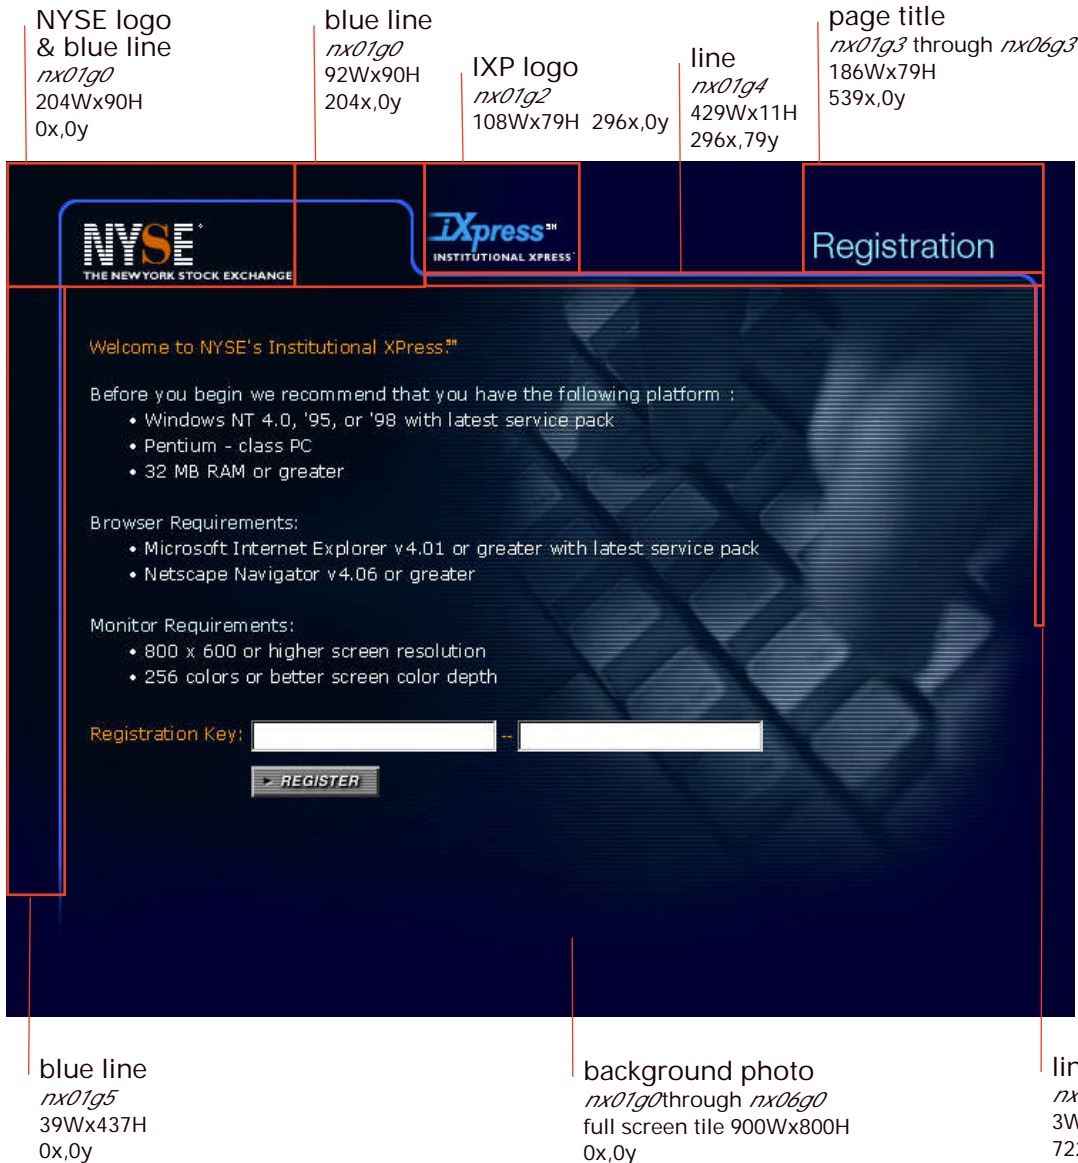 NYSE logo
& blue line
nx01g0
204Wx90H
0x,0y
blue line
nx01g0
92Wx90H
204x,0y
IXP logo
nx01g2
108Wx79H 296x,0y
line
nx01g4
429Wx11H
296x,79y
page title
nx01g3 through nx06g3
186Wx79H
539x,0y
NYSE
THE NEW YORK STOCK EXCHANGE
iXpress SM
INSTITUTIONAL XPRESS
Registration
Welcome to NYSE's Institutional XPress.SM
Before you begin we recommend that you have the following platform :
• Windows NT 4.0, '95, or '98 with latest service pack
• Pentium - class PC
• 32 MB RAM or greater
Browser Requirements:
• Microsoft Internet Explorer v4.01 or greater with latest service pack
• Netscape Navigator v4.06 or greater
Monitor Requirements:
• 800 x 600 or higher screen resolution
• 256 colors or better screen color depth
Registration Key: --
REGISTER
blue line
nx01g5
39Wx437H
0x,0y
background photo
nx01g0through nx06g0
full screen tile 900Wx800H
0x,0y
nx
3W